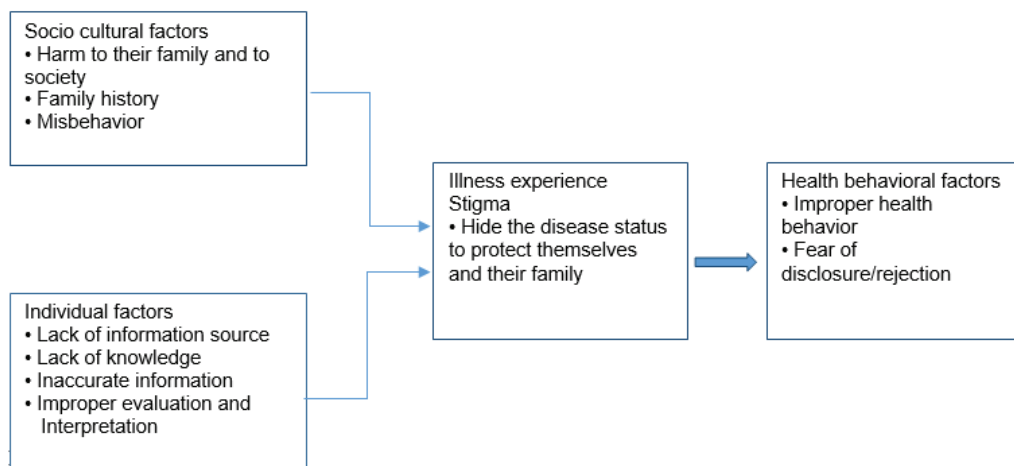 Socio cultural factors
• Harm to their family and to
society
• Family history
• Misbehavior
Individual factors
• Lack of information source
• Lack of knowledge
• Inaccurate information
• Improper evaluation and
Interpretation
Illness experience
Stigma
• Hide the disease status
to protect themselves
and their family
Health behavioral factors
• Improper health
behavior
• Fear of
disclosure/rejection